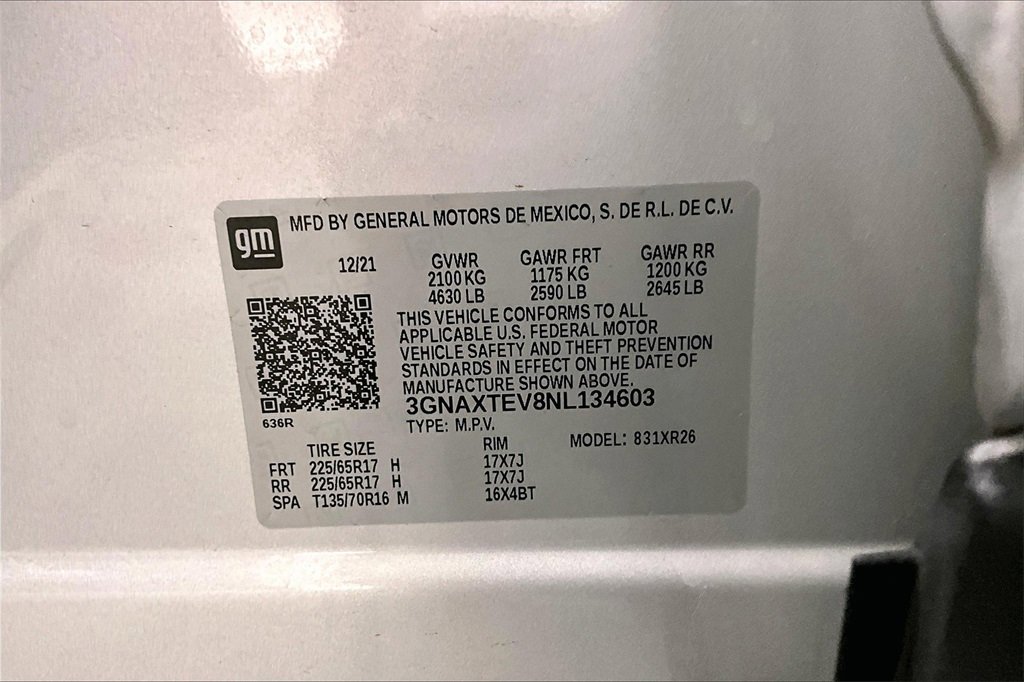 gm
MFD BY GENERAL MOTORS DE MEXICO, S. DE R.L. DE C.V.
12/21 GVWR GAWR FRT GAWR RR
2100 KG 1175 KG 1200 KG
4630 LB 2590 LB 2645 LB
THIS VEHICLE CONFORMS TO ALL
APPLICABLE U.S. FEDERAL MOTOR
VEHICLE SAFETY AND THEFT PREVENTION
STANDARDS IN EFFECT ON THE DATE OF
MANUFACTURE SHOWN ABOVE.
3GNAXTEV8NL134603
636R
TYPE: M.P.V. MODEL: 831XR26
TIRE SIZE RIM
FRT 225/65R17 H 17X7J
RR 225/65R17 H 17X7J
SPA T135/70R16 M 16X4BT